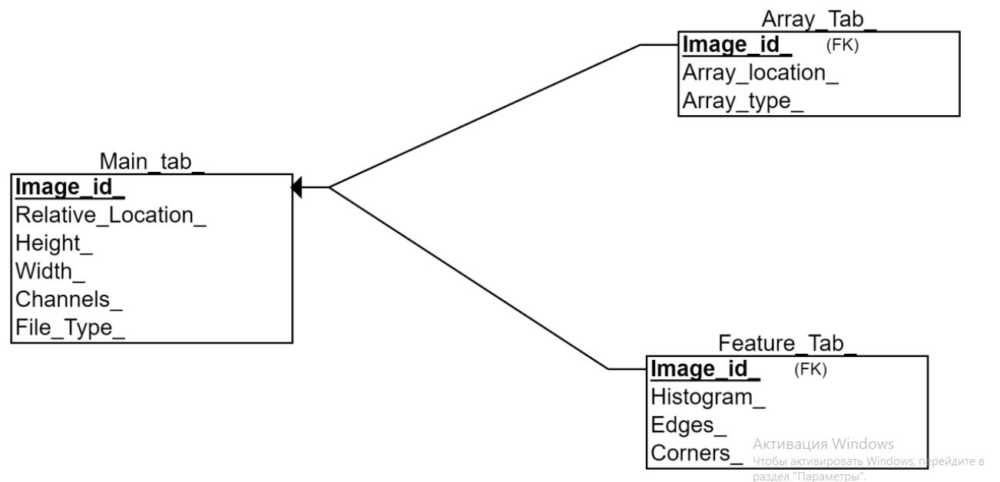 Array_Tab_
Image_id_ (FK)
Array_location_
Array_type_
Main_tab_
Image_id_
Relative_Location_
Height_
Width_
Channels_
File_Type_
Feature_Tab_
Image_id_ (FK)
Histogram_
Edges_
Corners_
Активация Windows
Чтобы активировать Windows, перейдите в
раздел "Параметры".